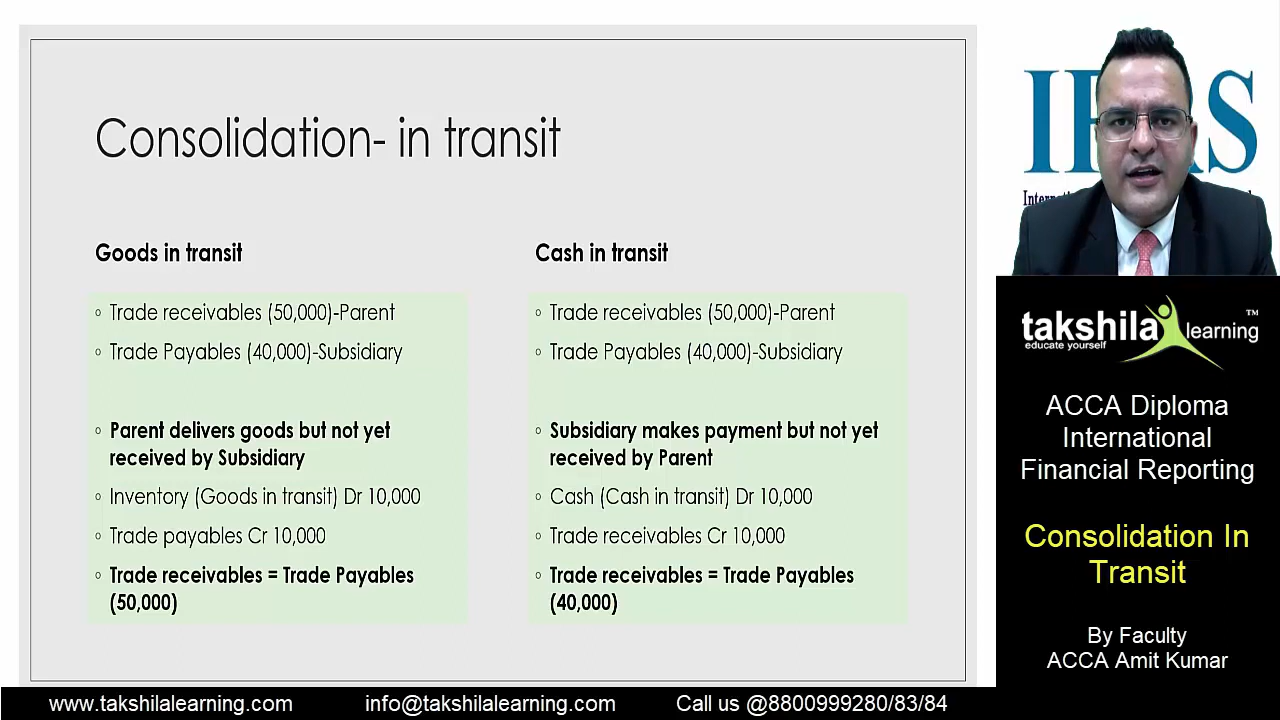 Consolidation- in transit
Goods in transit
◦ Trade receivables (50,000)-Parent
◦ Trade Payables (40,000)-Subsidiary
◦ Parent delivers goods but not yet
received by Subsidiary
◦ Inventory (Goods in transit) Dr 10,000
◦ Trade payables Cr 10,000
◦ Trade receivables = Trade Payables
(50,000)
Cash in transit
◦ Trade receivables (50,000)-Parent
◦ Trade Payables (40,000)-Subsidiary
◦ Subsidiary makes payment but not yet
received by Parent
◦ Cash (Cash in transit) Dr 10,000
◦ Trade receivables Cr 10,000
◦ Trade receivables = Trade Payables
(40,000)
takshila learning ™
educate yourself
ACCA Diploma
International
Financial Reporting
Consolidation In
Transit
By Faculty
ACCA Amit Kumar
www.takshilalearning.com info@takshilalearning.com Call us @8800999280/83/84